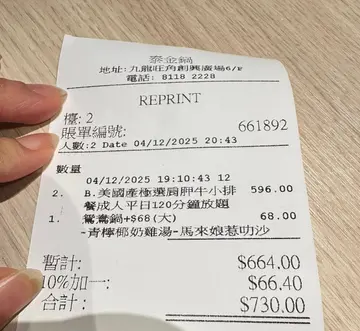 泰金鍋
地址: 九龍旺角創興廣場6/F
電話: 8118 2228
REPRINT
檯: 2
賬單編號: 661892
人數:2 Date 04/12/2025 20:43
數量
04/12/2025 19:10:43 12
2. B.美國產極選肩胛牛小排 596.00
餐成人平日120分鐘放題
1. 鴛鴦鍋+$68(大) 68.00
-青檸椰奶雞湯-馬來娘惹叻沙
暫計: $664.00
10%加一: $66.40
合計: $730.00